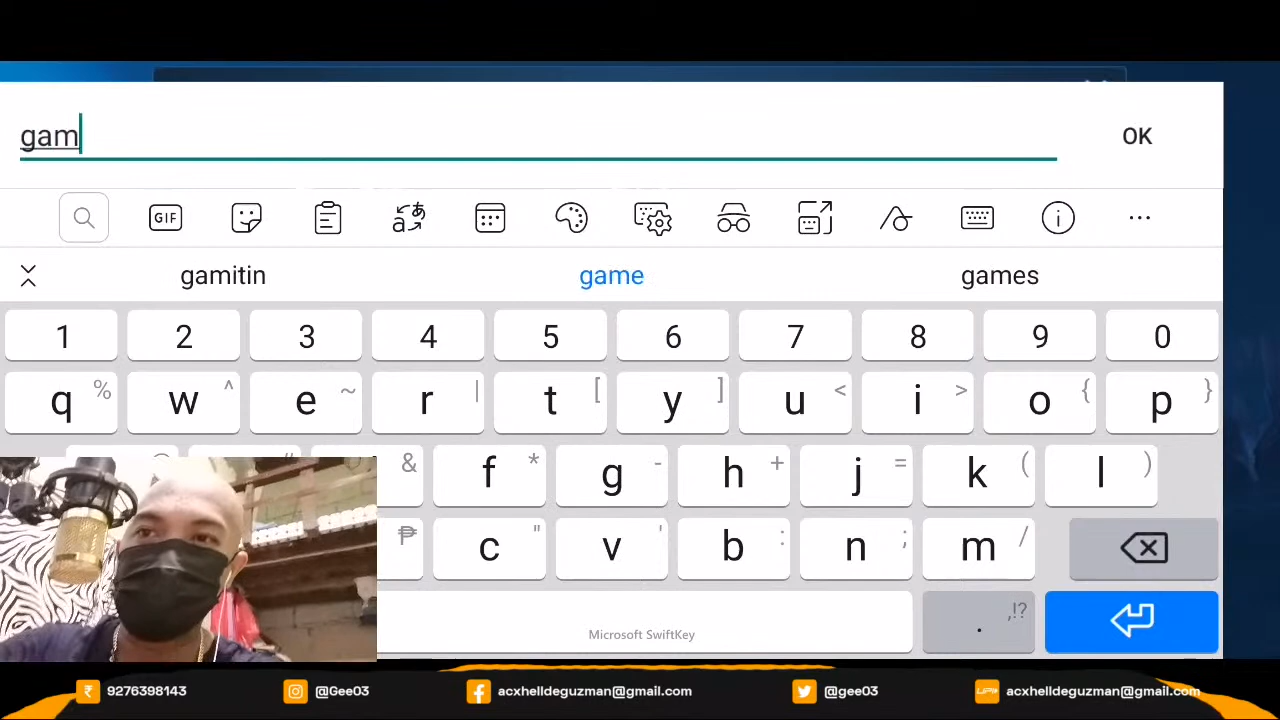 gam
OK
GIF
gamitin game games
1 2 3 4 5 6 7 8 9 0
q % w ^ e ~ r | t [ y ] u < i > o { p }
& f * g - h + j = k ( l )
₱ c " v ' b : n ; m /
Microsoft SwiftKey . ,!?
9276398143 @Gee03 acxhelldeguzman@gmail.com @gee03 acxhelldeguzman@gmail.com